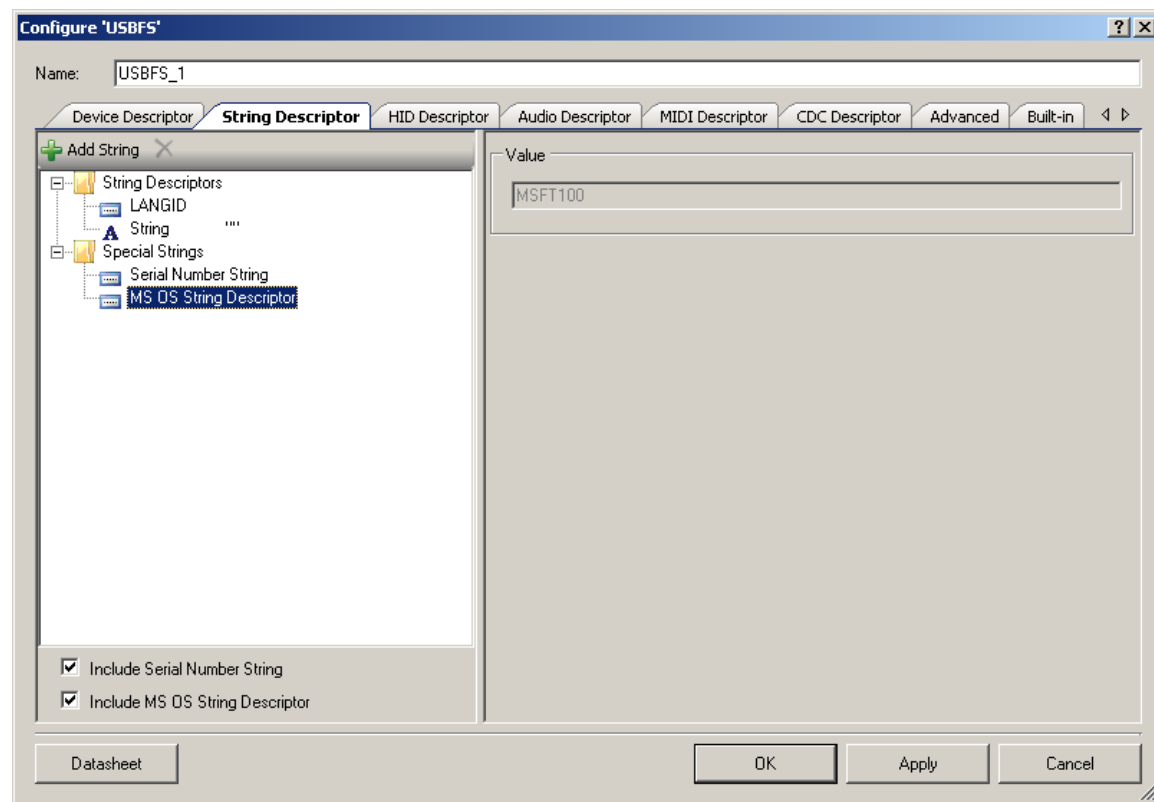 Configure 'USBFS'
Name: USBFS_1
Device Descriptor String Descriptor HID Descriptor Audio Descriptor MIDI Descriptor CDC Descriptor Advanced Built-in
Add String
Value
String Descriptors
MSFT100
LANGID
String ""
Special Strings
Serial Number String
MS OS String Descriptor
Include Serial Number String
Include MS OS String Descriptor
Datasheet OK Apply Cancel